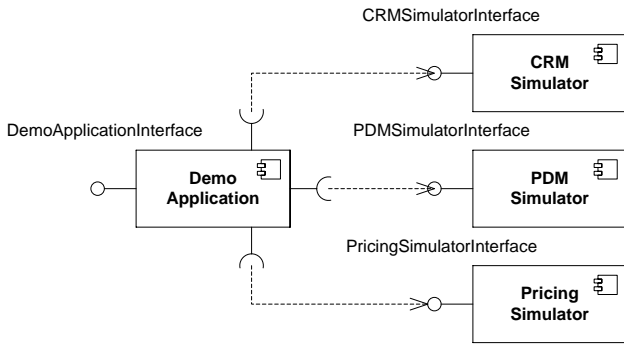 CRMSimulatorInterface
CRM
Simulator
DemoApplicationInterface
Demo
Application
PDMSimulatorInterface
PDM
Simulator
PricingSimulatorInterface
Pricing
Simulator